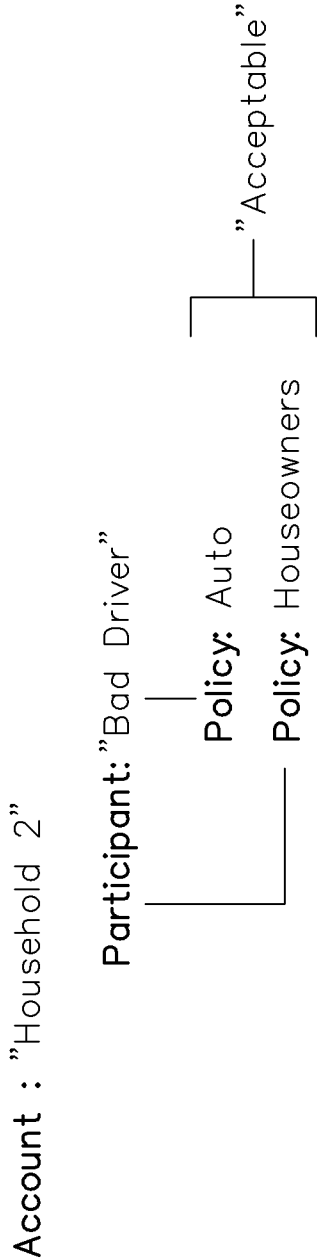 Account : ”Household 2”
Participant: ”Bad Driver”
Policy: Auto
Policy: Houseowners
”Acceptable”